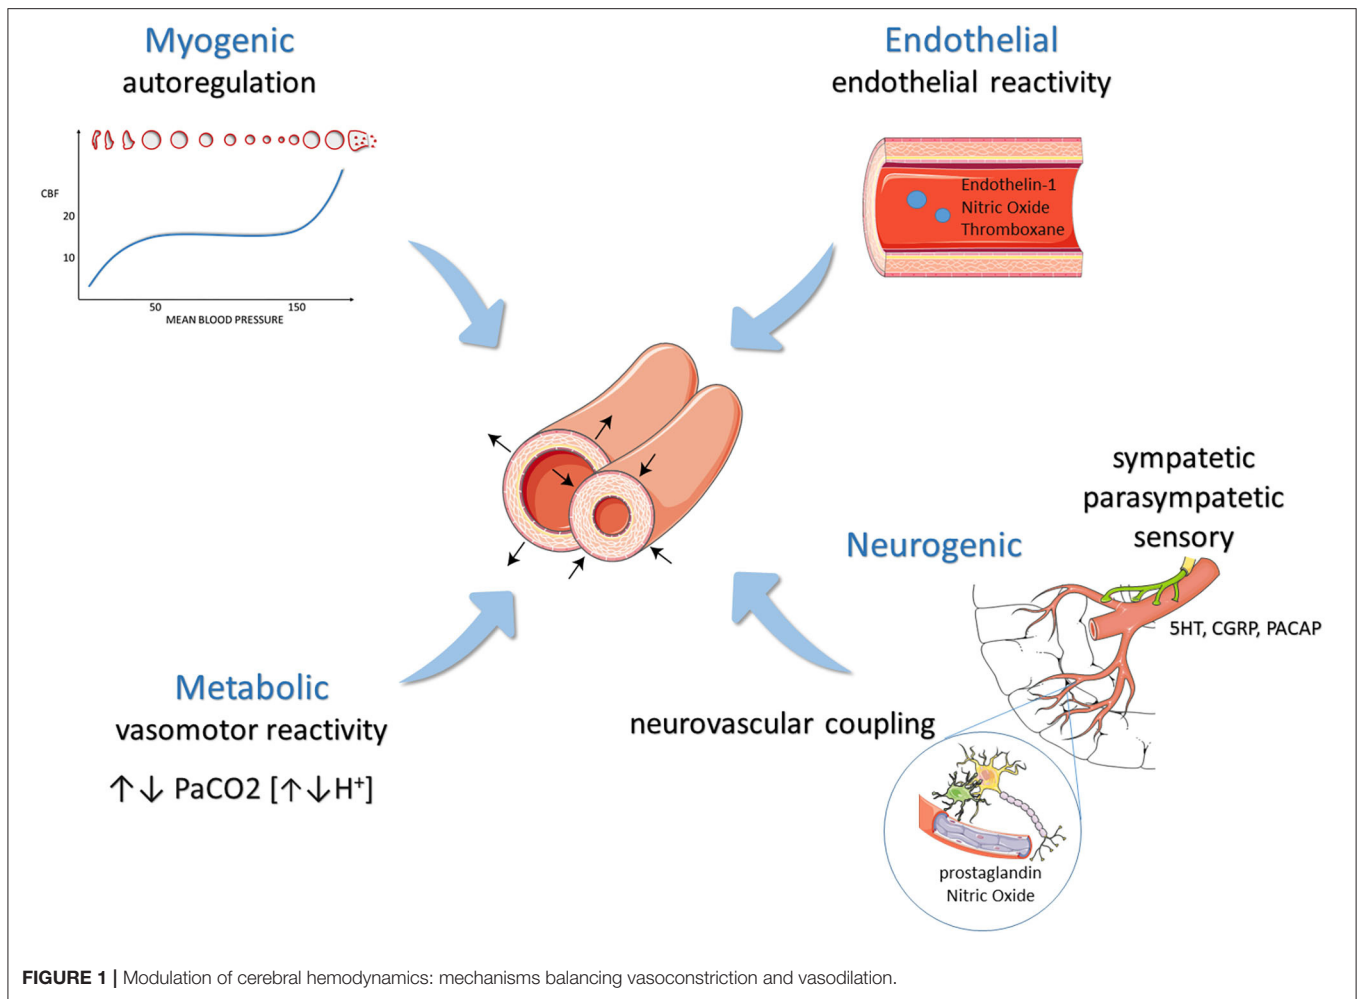 Myogenic
autoregulation
CBF
20
10
50
150
MEAN BLOOD PRESSURE
Endothelial
endothelial reactivity
Endothelin-1
Nitric Oxide
Thromboxane
sympatetic
parasympatetic
sensory
Neurogenic
5HT, CGRP, PACAP
neurovascular coupling
prostaglandin
Nitric Oxide
Metabolic
vasomotor reactivity
↑↓ PaCO2 [↑↓H⁺]
FIGURE 1 | Modulation of cerebral hemodynamics: mechanisms balancing vasoconstriction and vasodilation.